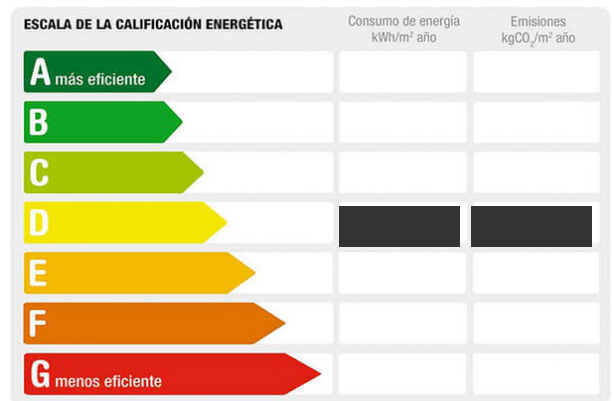 ESCALA DE LA CALIFICACIÓN ENERGÉTICA
Consumo de energía
kWh/m² año
Emisiones
kgCO₂/m² año
A más eficiente
B
C
D
E
F
G menos eficiente